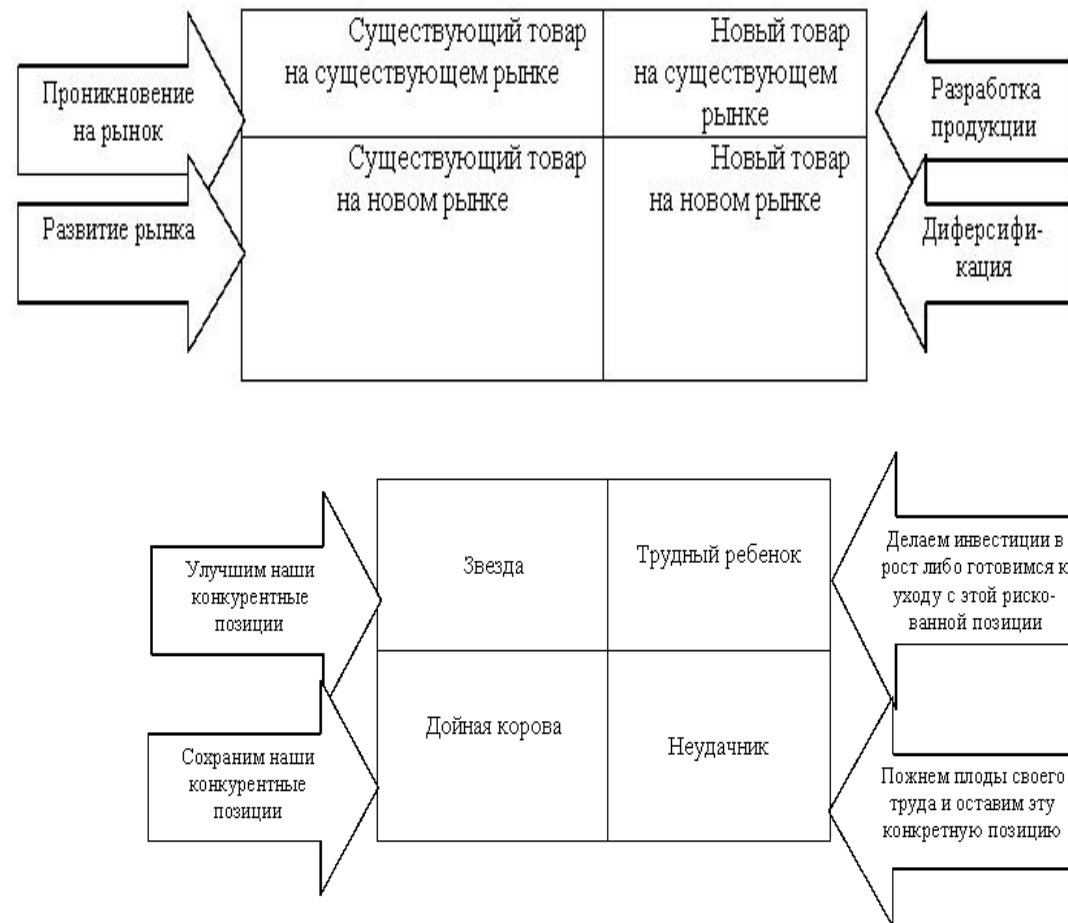 Существующий товар
на существующем рынке
Новый товар
на существующем
рынке
Проникновение
на рынок
Разработка
продукции
Существующий товар
на новом рынке
Новый товар
на новом рынке
Развитие рынка
Диферсифи-
кация
Звезда
Трудный ребенок
Улучшим наши
конкурентные
позиции
Делаем инвестиции в
рост либо готовимся к
уходу с этой риско-
ванной позиции
Дойная корова
Неудачник
Сохраним наши
конкурентные
позиции
Пожнем плоды своего
труда и оставим эту
конкретную позицию